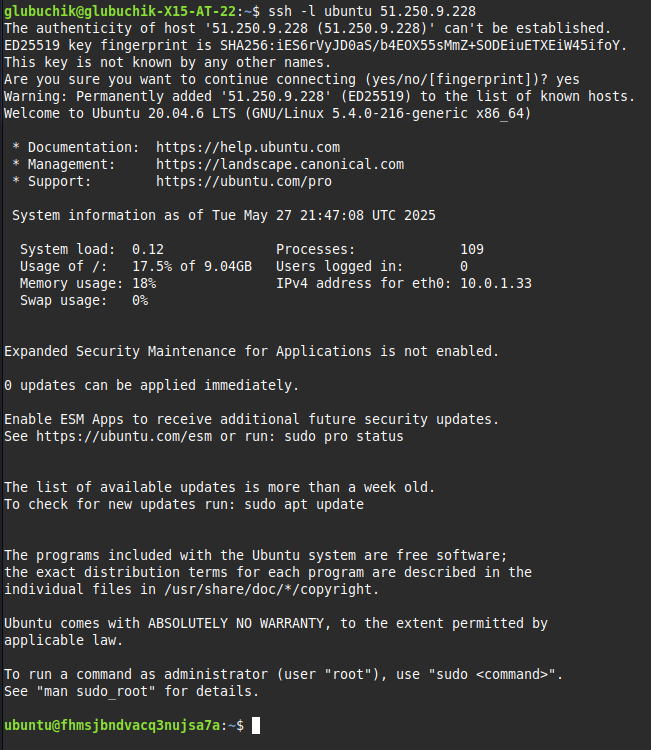 glubuchik@glubuchik-X15-AT-22:~$ ssh -l ubuntu 51.250.9.228
The authenticity of host '51.250.9.228 (51.250.9.228)' can't be established.
ED25519 key fingerprint is SHA256:iES6rVyJD0aS/b4EOX55sMmZ+SODEiuETXEiW45ifoY.
This key is not known by any other names.
Are you sure you want to continue connecting (yes/no/[fingerprint])? yes
Warning: Permanently added '51.250.9.228' (ED25519) to the list of known hosts.
Welcome to Ubuntu 20.04.6 LTS (GNU/Linux 5.4.0-216-generic x86_64)

 * Documentation:  https://help.ubuntu.com
 * Management:     https://landscape.canonical.com
 * Support:        https://ubuntu.com/pro

 System information as of Tue May 27 21:47:08 UTC 2025

  System load:  0.12              Processes:             109
  Usage of /:   17.5% of 9.04GB   Users logged in:       0
  Memory usage: 18%               IPv4 address for eth0: 10.0.1.33
  Swap usage:   0%

Expanded Security Maintenance for Applications is not enabled.

0 updates can be applied immediately.

Enable ESM Apps to receive additional future security updates.
See https://ubuntu.com/esm or run: sudo pro status

The list of available updates is more than a week old.
To check for new updates run: sudo apt update

The programs included with the Ubuntu system are free software;
the exact distribution terms for each program are described in the
individual files in /usr/share/doc/*/copyright.

Ubuntu comes with ABSOLUTELY NO WARRANTY, to the extent permitted by
applicable law.

To run a command as administrator (user "root"), use "sudo <command>".
See "man sudo_root" for details.

ubuntu@fhmsjbndvacq3nujsa7a:~$